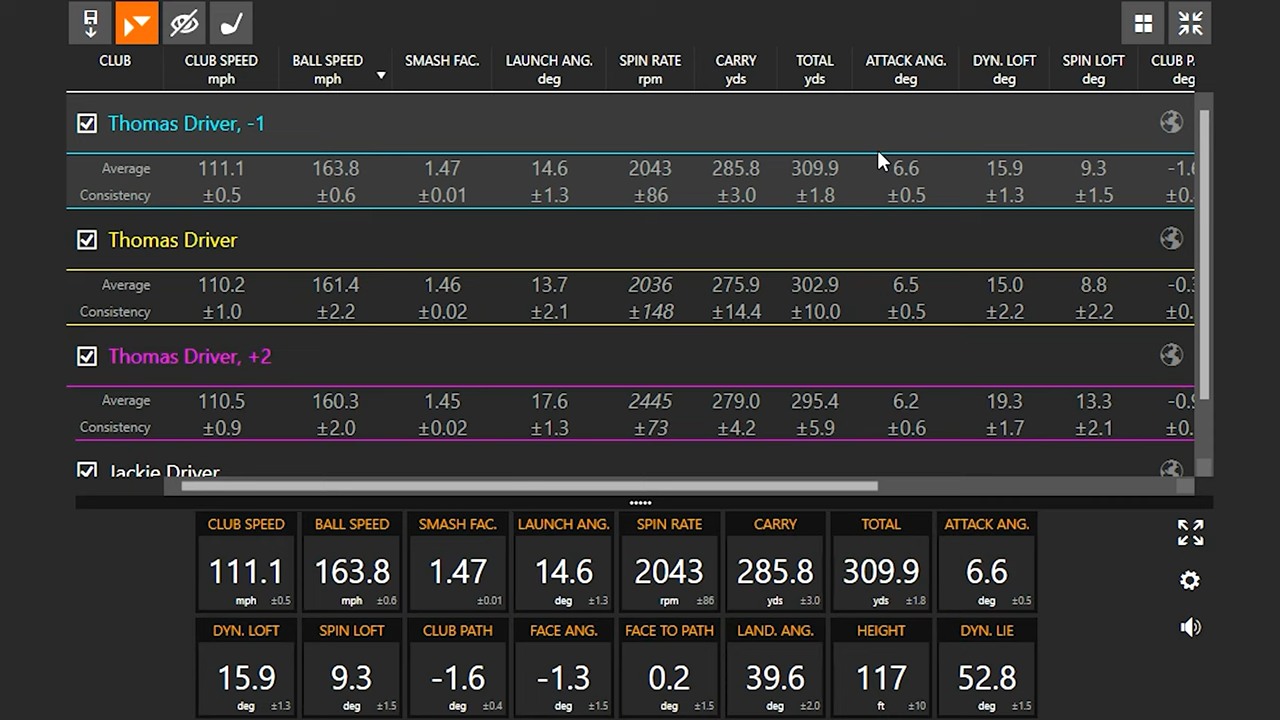 CLUB CLUB SPEED BALL SPEED SMASH FAC. LAUNCH ANG. SPIN RATE CARRY TOTAL ATTACK ANG. DYN. LOFT SPIN LOFT CLUB P.
mph mph deg rpm yds yds deg deg deg deg
Thomas Driver, -1
Average 111.1 163.8 1.47 14.6 2043 285.8 309.9 6.6 15.9 9.3 -1.6
Consistency ±0.5 ±0.6 ±0.01 ±1.3 ±86 ±3.0 ±1.8 ±0.5 ±1.3 ±1.5 ±0.
Thomas Driver
Average 110.2 161.4 1.46 13.7 2036 275.9 302.9 6.5 15.0 8.8 -0.3
Consistency ±1.0 ±2.2 ±0.02 ±2.1 ±148 ±14.4 ±10.0 ±0.5 ±2.2 ±2.2 ±0.
Thomas Driver, +2
Average 110.5 160.3 1.45 17.6 2445 279.0 295.4 6.2 19.3 13.3 -0.9
Consistency ±0.9 ±2.0 ±0.02 ±1.3 ±73 ±4.2 ±5.9 ±0.6 ±1.7 ±2.1 ±0.
Jackie Driver
CLUB SPEED BALL SPEED SMASH FAC. LAUNCH ANG. SPIN RATE CARRY TOTAL ATTACK ANG.
111.1 163.8 1.47 14.6 2043 285.8 309.9 6.6
mph ±0.5 mph ±0.6 ±0.01 deg ±1.3 rpm ±86 yds ±3.0 yds ±1.8 deg ±0.5
DYN. LOFT SPIN LOFT CLUB PATH FACE ANG. FACE TO PATH LAND. ANG. HEIGHT DYN. LIE
15.9 9.3 -1.6 -1.3 0.2 39.6 117 52.8
deg ±1.3 deg ±1.5 deg ±0.4 deg ±1.5 deg ±1.5 deg ±2.0 ft ±10 deg ±1.5